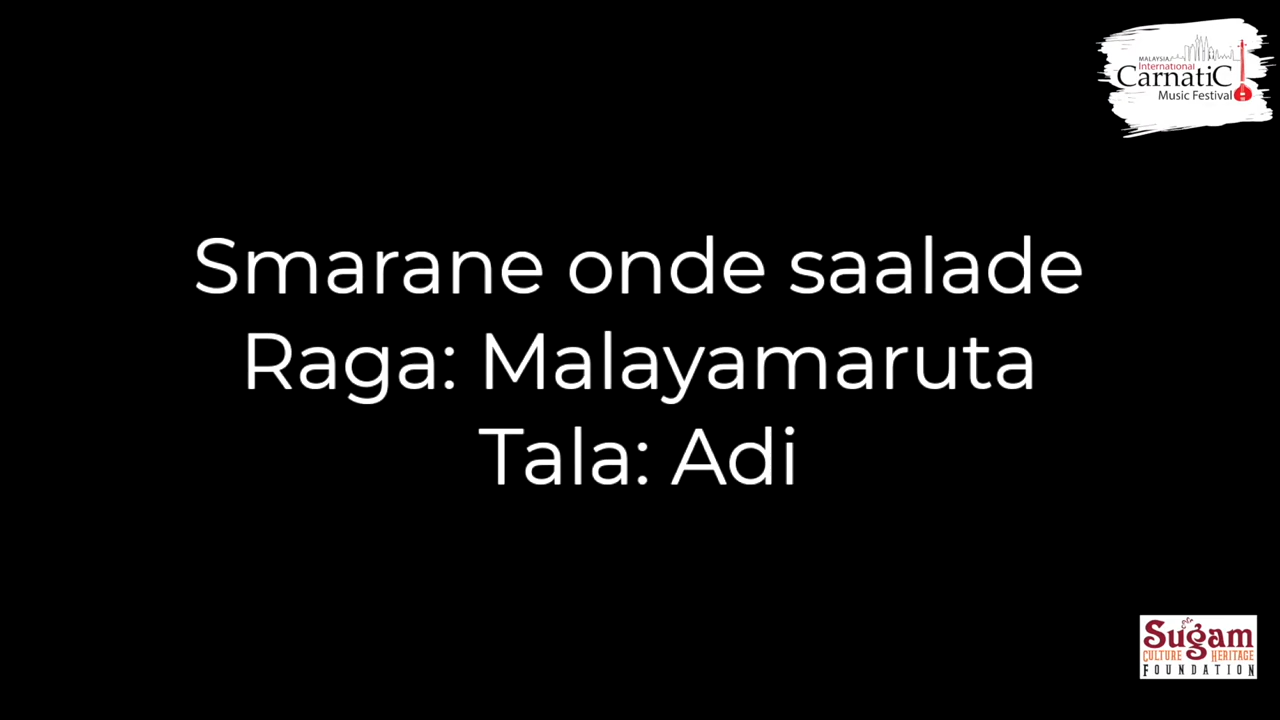 MALAYSIA
International
CarnatiC
Music Festival
Smarane onde saalade
Raga: Malayamaruta
Tala: Adi
Sugam
CULTURE HERITAGE
FOUNDATION